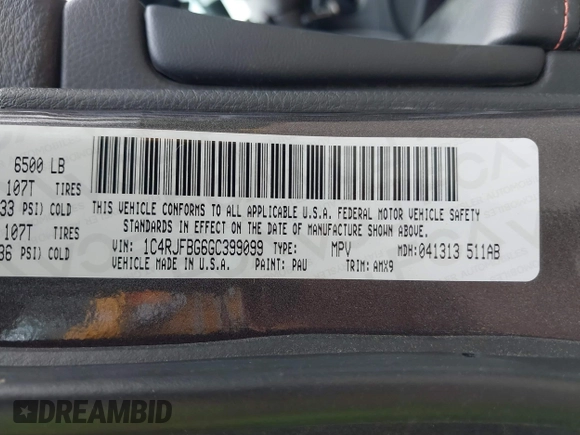 6500 LB
107T TIRES
33 PSI) COLD
107T TIRES
36 PSI) COLD
THIS VEHICLE CONFORMS TO ALL APPLICABLE U.S.A. FEDERAL MOTOR VEHICLE SAFETY
STANDARDS IN EFFECT ON THE DATE OF MANUFACTURE SHOWN ABOVE.
VIN: 1C4RJFBG6GC399099 TYPE: MPV MDH: 041313 511AB
VEHICLE MADE IN U.S.A. PAINT: PAU TRIM: AMX9
DREAMBID